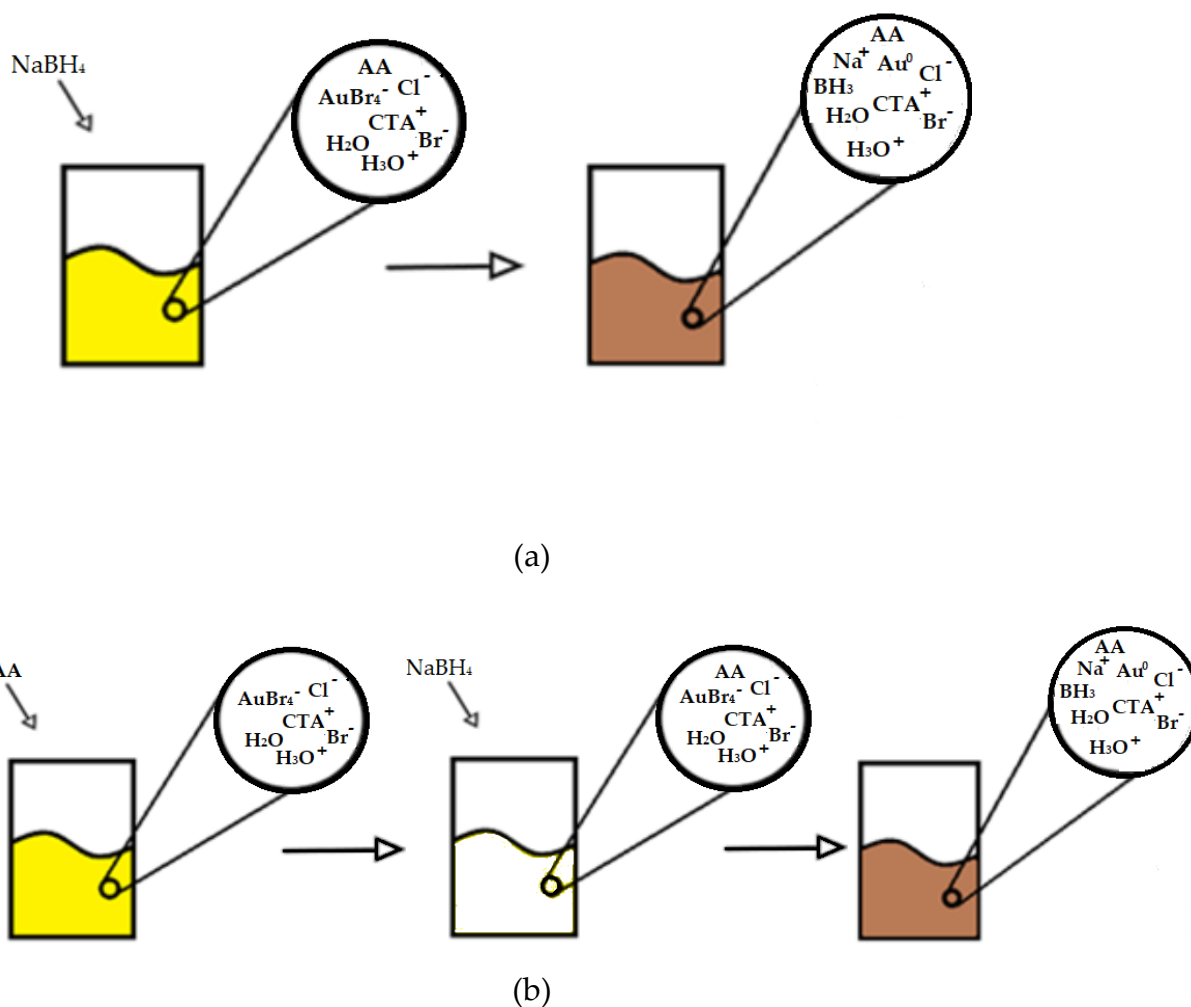 NaBH₄
AA
AuBr₄⁻ Cl⁻
CTA⁺
H₂O Br⁻
H₃O⁺
AA
Na⁺ Au⁰ Cl⁻
BH₃
H₂O CTA⁺
Br⁻
H₃O⁺
(a)
AA
AuBr₄⁻ Cl⁻
CTA⁺
H₂O Br⁻
H₃O⁺
NaBH₄
AA
AuBr₄⁻ Cl⁻
CTA⁺
H₂O Br⁻
H₃O⁺
AA
Na⁺ Au⁰ Cl⁻
BH₃
H₂O CTA⁺
Br⁻
H₃O⁺
(b)